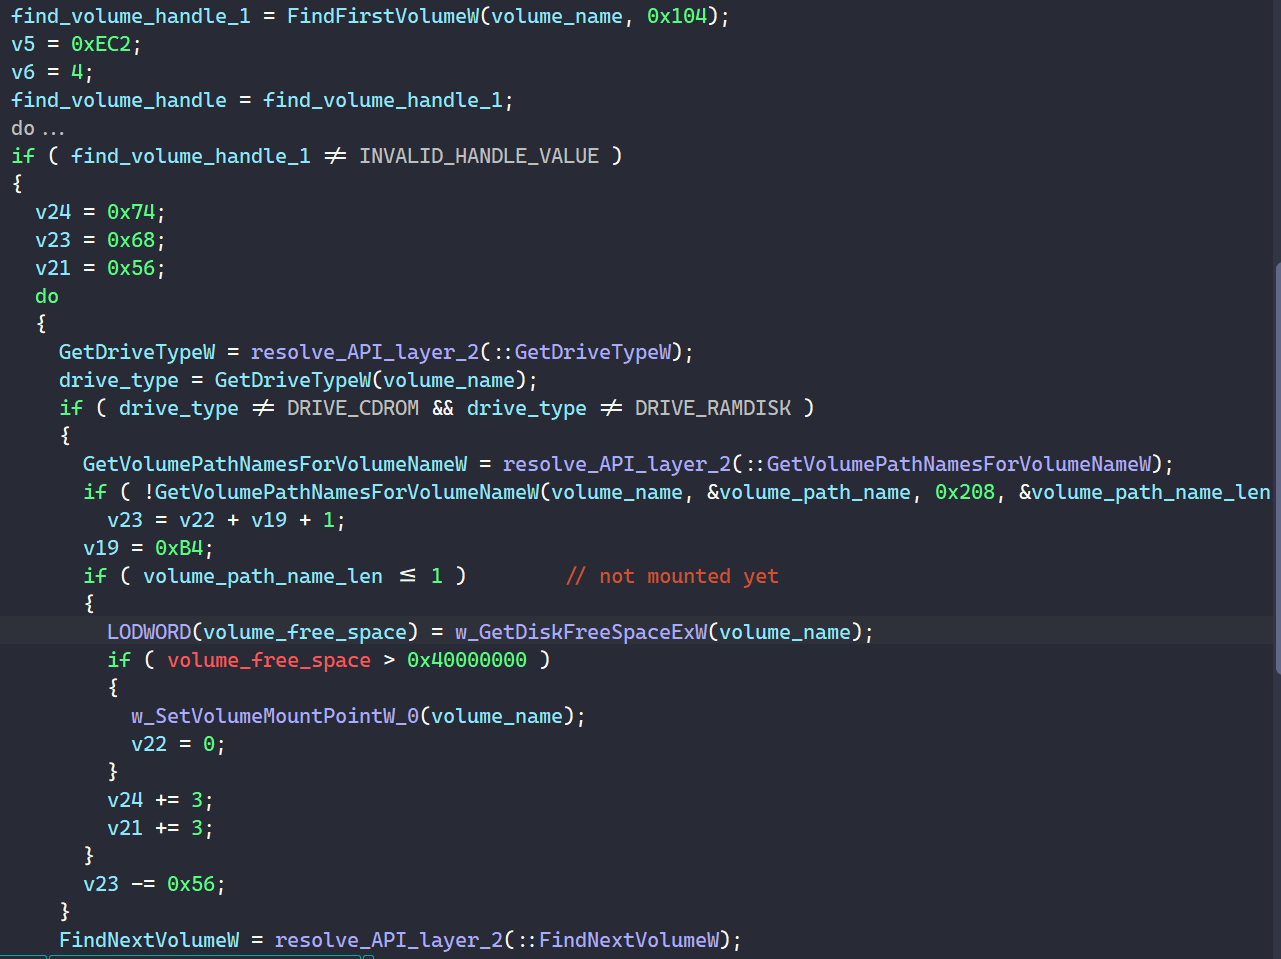 find_volume_handle_1 = FindFirstVolumeW(volume_name, 0x104);
v5 = 0xEC2;
v6 = 4;
find_volume_handle = find_volume_handle_1;
do ...
if ( find_volume_handle_1 ≠ INVALID_HANDLE_VALUE )
{
v24 = 0x74;
v23 = 0x68;
v21 = 0x56;
do
{
GetDriveTypeW = resolve_API_layer_2(::GetDriveTypeW);
drive_type = GetDriveTypeW(volume_name);
if ( drive_type ≠ DRIVE_CDROM && drive_type ≠ DRIVE_RAMDISK )
{
GetVolumePathNamesForVolumeNameW = resolve_API_layer_2(::GetVolumePathNamesForVolumeNameW);
if ( !GetVolumePathNamesForVolumeNameW(volume_name, &volume_path_name, 0x208, &volume_path_name_len
v23 = v22 + v19 + 1;
v19 = 0xB4;
if ( volume_path_name_len ≤ 1 ) // not mounted yet
{
LODWORD(volume_free_space) = w_GetDiskFreeSpaceExW(volume_name);
if ( volume_free_space > 0x40000000 )
{
w_SetVolumeMountPointW_0(volume_name);
v22 = 0;
}
v24 += 3;
v21 += 3;
}
v23 -= 0x56;
}
FindNextVolumeW = resolve_API_layer_2(::FindNextVolumeW);